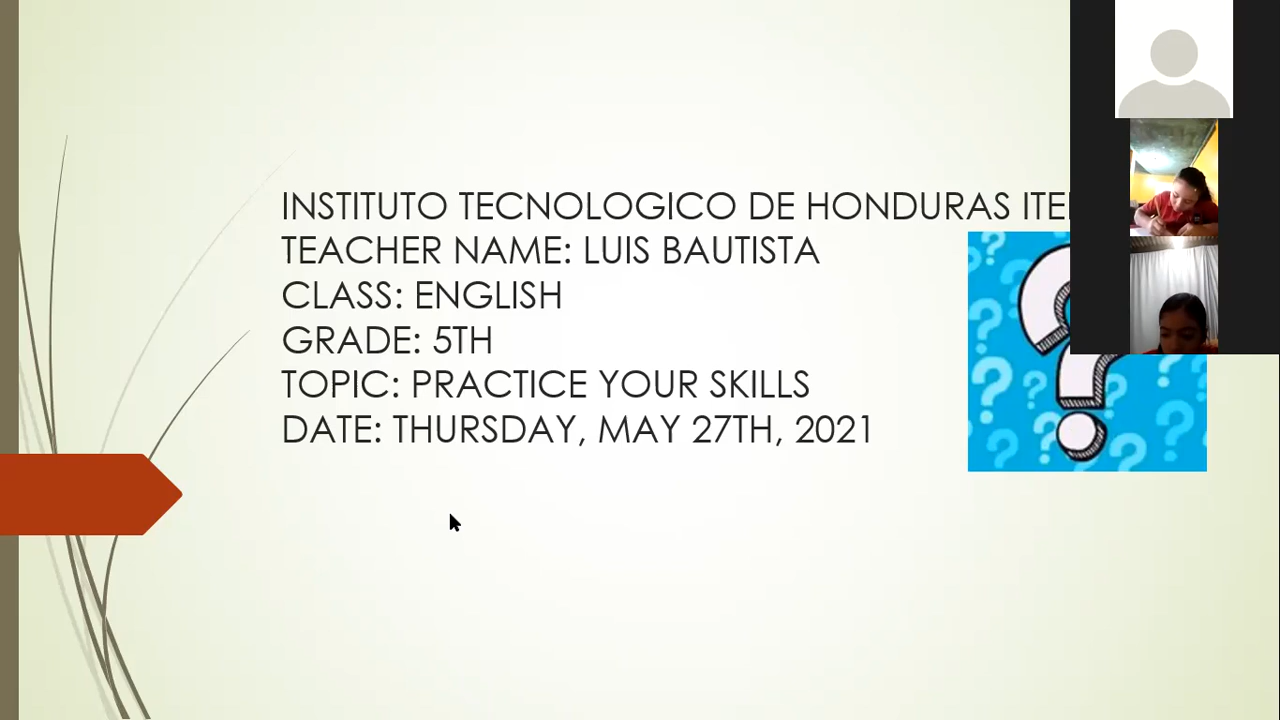 INSTITUTO TECNOLOGICO DE HONDURAS
TEACHER NAME: LUIS BAUTISTA
CLASS: ENGLISH
GRADE: 5TH
TOPIC: PRACTICE YOUR SKILLS
DATE: THURSDAY, MAY 27TH, 2021